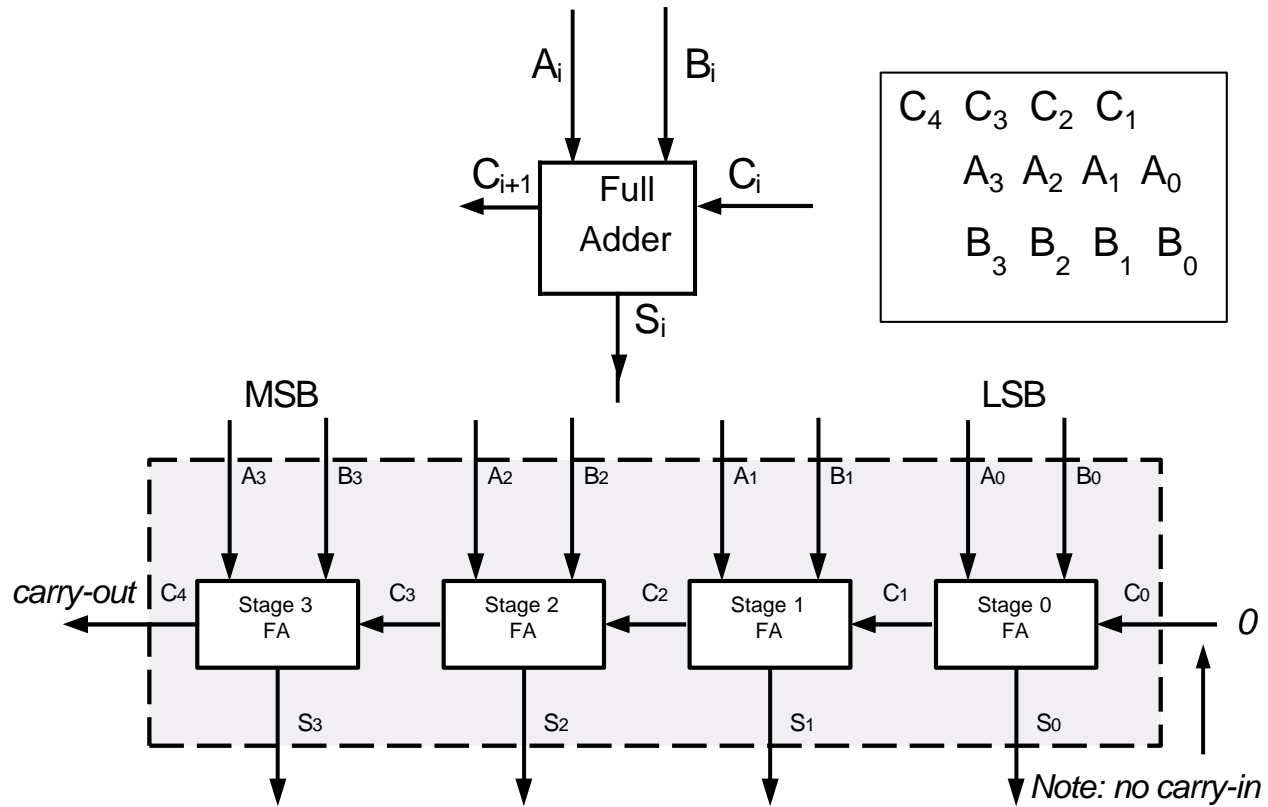 Aᵢ Bᵢ
Cᵢ₊₁ Full Adder Cᵢ
Sᵢ
C₄ C₃ C₂ C₁
A₃ A₂ A₁ A₀
B₃ B₂ B₁ B₀
MSB LSB
A₃ B₃ A₂ B₂ A₁ B₁ A₀ B₀
carry-out C₄ Stage 3 FA C₃ Stage 2 FA C₂ Stage 1 FA C₁ Stage 0 FA C₀ 0
S₃ S₂ S₁ S₀
Note: no carry-in